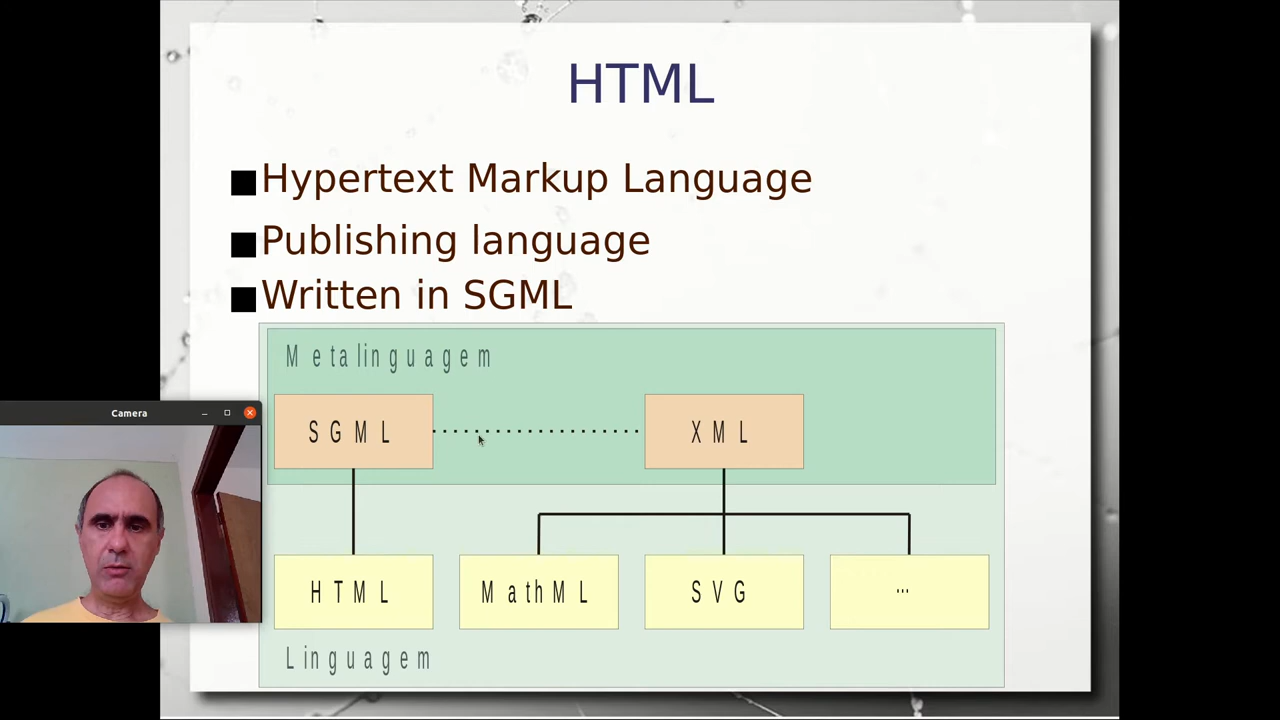 HTML
Hypertext Markup Language
Publishing language
Written in SGML
Metalinguagem
SGML
XML
Camera
HTML
MathML
SVG
...
Linguagem